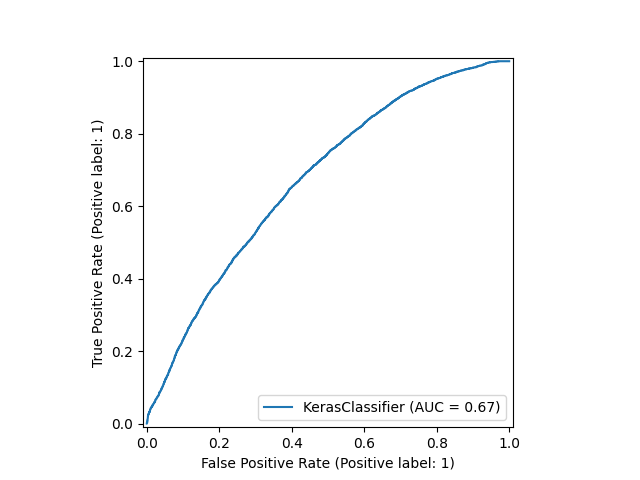 1.0
0.8
0.6
0.4
0.2
0.0
True Positive Rate (Positive label: 1)
KerasClassifier (AUC = 0.67)
0.0 0.2 0.4 0.6 0.8 1.0
False Positive Rate (Positive label: 1)